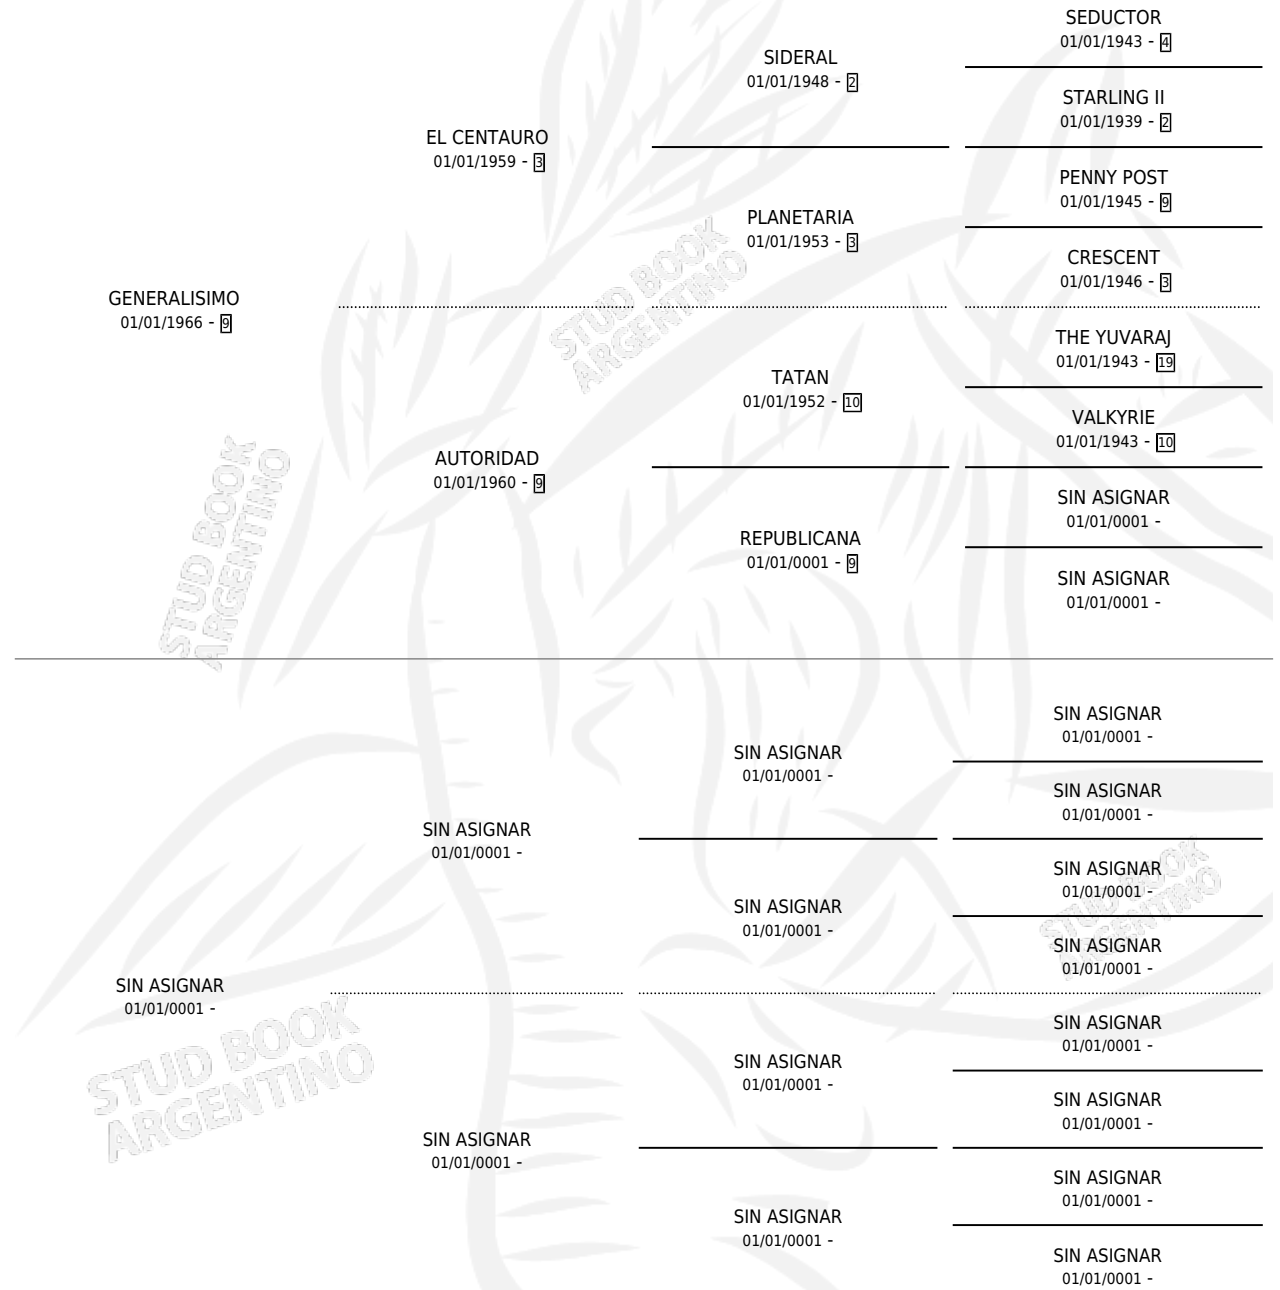 SEDUCTOR
01/01/1943 - 4
SIDERAL
01/01/1948 - 2
STARLING II
01/01/1939 - 2
EL CENTAURO
01/01/1959 - 3
PENNY POST
01/01/1945 - 9
PLANETARIA
01/01/1953 - 3
CRESCENT
01/01/1946 - 3
GENERALISIMO
01/01/1966 - 9
THE YUVARAJ
01/01/1943 - 19
TATAN
01/01/1952 - 10
VALKYRIE
01/01/1943 - 10
AUTORIDAD
01/01/1960 - 9
SIN ASIGNAR
01/01/0001 -
REPUBLICANA
01/01/0001 - 9
SIN ASIGNAR
01/01/0001 -
STUD BOOK
ARGENTINO
STUD BOOK
ARGENTINO
SIN ASIGNAR
01/01/0001 -
SIN ASIGNAR
01/01/0001 -
SIN ASIGNAR
01/01/0001 -
SIN ASIGNAR
01/01/0001 -
SIN ASIGNAR
01/01/0001 -
SIN ASIGNAR
01/01/0001 -
SIN ASIGNAR
01/01/0001 -
SIN ASIGNAR
01/01/0001 -
SIN ASIGNAR
01/01/0001 -
SIN ASIGNAR
01/01/0001 -
SIN ASIGNAR
01/01/0001 -
SIN ASIGNAR
01/01/0001 -
SIN ASIGNAR
01/01/0001 -
SIN ASIGNAR
01/01/0001 -
SIN ASIGNAR
01/01/0001 -
STUD BOOK
ARGENTINO
STUD BOOK
ARGENTINO